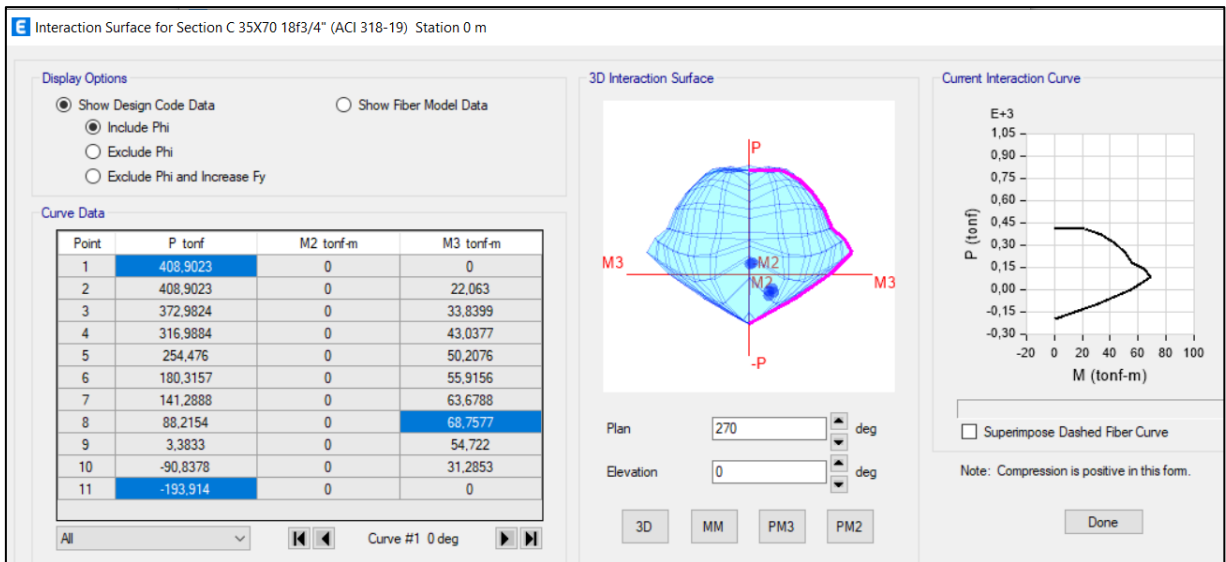 E Interaction Surface for Section C 35X70 18f3/4" (ACI 318-19) Station 0 m
Display Options
Show Design Code Data Show Fiber Model Data
Include Phi
Exclude Phi
Exclude Phi and Increase Fy
Curve Data
Point P tonf M2 tonf-m M3 tonf-m
1 408,9023 0 0
2 408,9023 0 22,063
3 372,9824 0 33,8399
4 316,9884 0 43,0377
5 254,476 0 50,2076
6 180,3157 0 55,9156
7 141,2888 0 63,6788
8 88,2154 0 68,7577
9 3,3833 0 54,722
10 -90,8378 0 31,2853
11 -193,914 0 0
All Curve #1 0 deg
3D Interaction Surface
P
M3 M2 M3
M2
-P
Plan 270 deg
Elevation 0 deg
3D MM PM3 PM2
Current Interaction Curve
E+3
1,05
0,90
0,75
0,60
0,45
0,30
0,15
0,00
-0,15
-0,30
P (tonf)
-20 0 20 40 60 80 100
M (tonf-m)
Superimpose Dashed Fiber Curve
Note: Compression is positive in this form.
Done